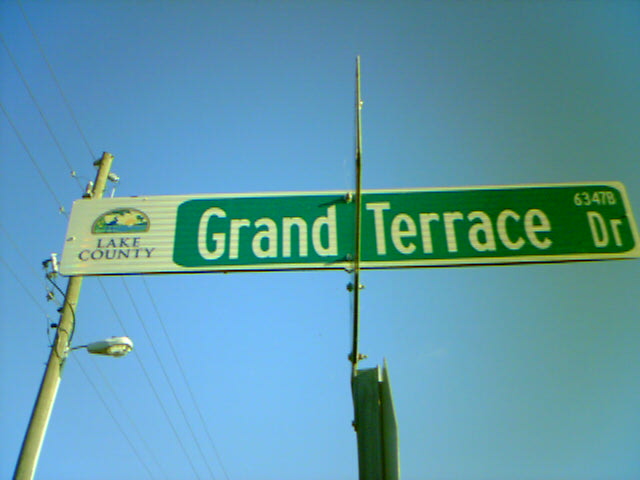 LAKE
COUNTY
Grand Terrace Dr
6347B